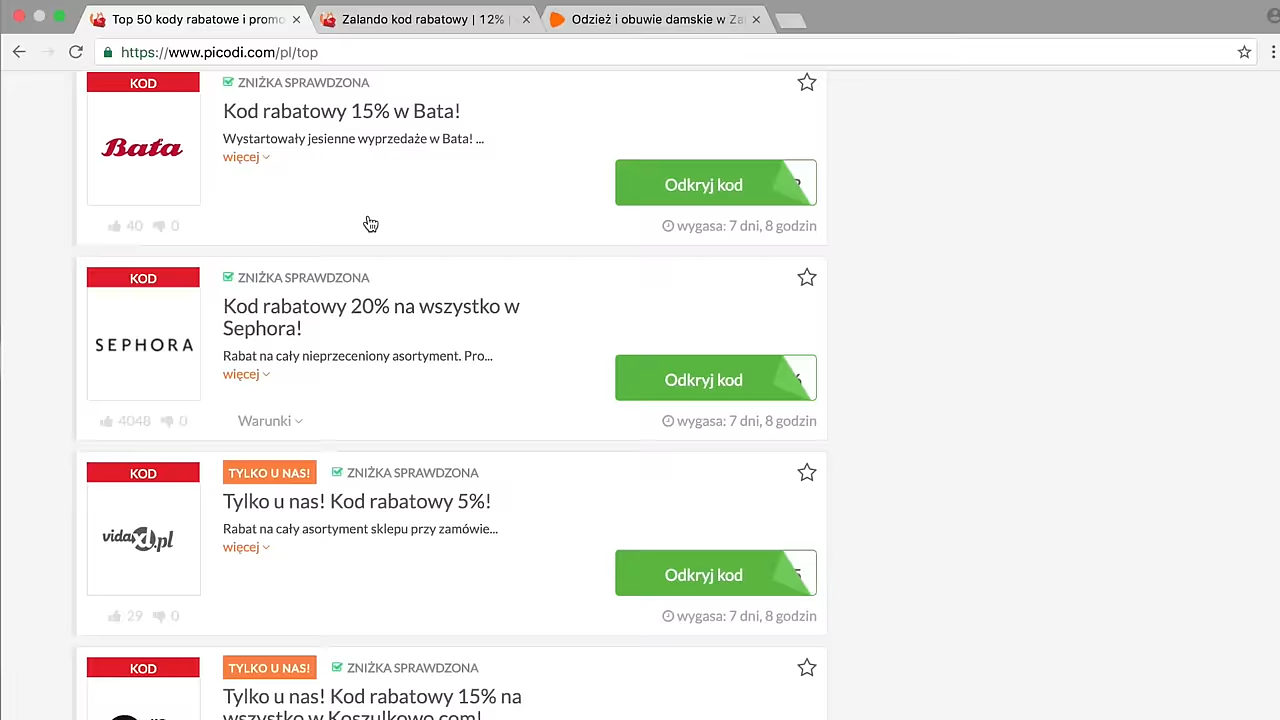 Top 50 kody rabatowe i promo
Zalando kod rabatowy | 12%
Odzież i obuwie damskie w Za
https://www.picodi.com/pl/top
KOD
ZNIŻKA SPRAWDZONA
Kod rabatowy 15% w Bata!
Bata
Wystartowały jesienne wyprzedaże w Bata! ...
więcej
Odkryj kod
40 0
wygasa: 7 dni, 8 godzin
KOD
ZNIŻKA SPRAWDZONA
Kod rabatowy 20% na wszystko w
Sephora!
SEPHORA
Rabat na cały nieprzeceniony asortyment. Pro...
więcej
Odkryj kod
4048 0
Warunki
wygasa: 7 dni, 8 godzin
KOD
TYLKO U NAS!
ZNIŻKA SPRAWDZONA
Tylko u nas! Kod rabatowy 5%!
vidaXL.pl
Rabat na cały asortyment sklepu przy zamówie...
więcej
Odkryj kod
29 0
wygasa: 7 dni, 8 godzin
KOD
TYLKO U NAS!
ZNIŻKA SPRAWDZONA
Tylko u nas! Kod rabatowy 15% na
wszystko w Koszulkowo.com!